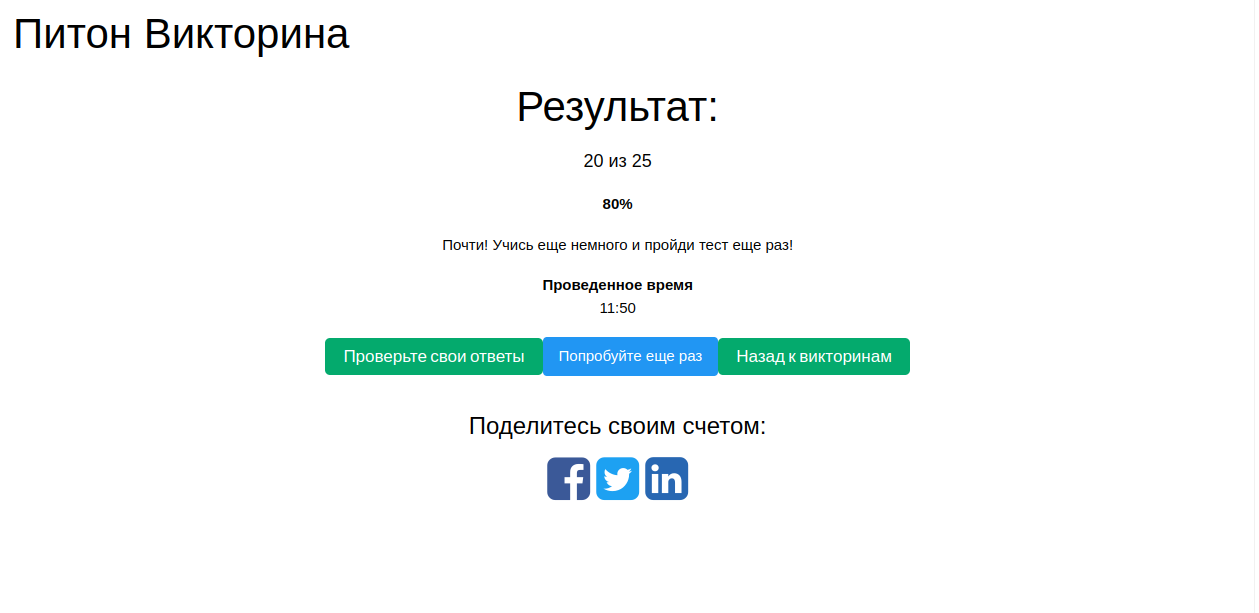 Питон Викторина
Результат:
20 из 25
80%
Почти! Учись еще немного и пройди тест еще раз!
Проведенное время
11:50
Проверьте свои ответы Попробуйте еще раз Назад к викторинам
Поделитесь своим счетом: